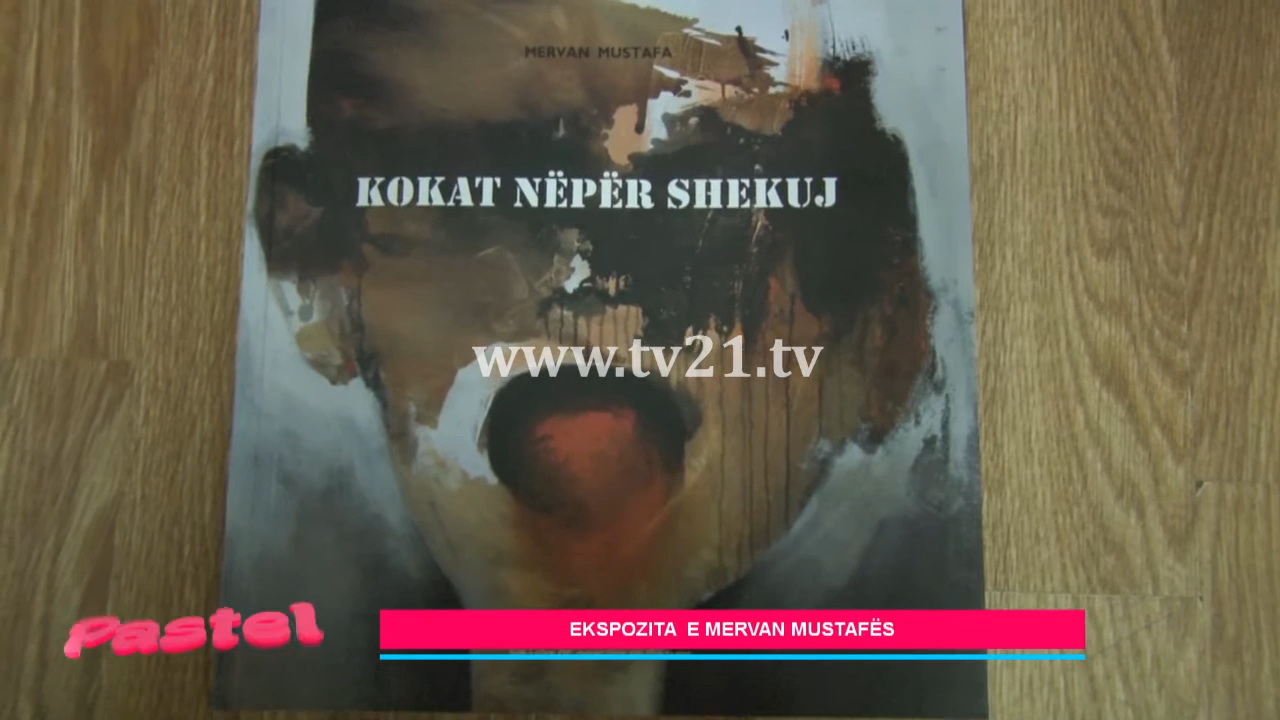 MERVAN MUSTAFA
KOKAT NËPËR SHEKUJ
www.tv21.tv
Pastel
EKSPOZITA E MERVAN MUSTAFËS